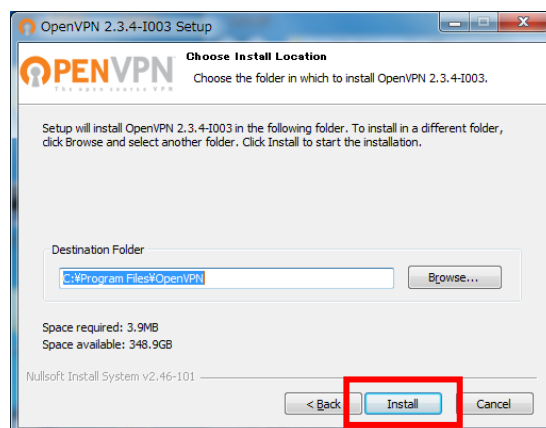 OpenVPN 2.3.4-I003 Setup
OPENVPN
The open source VPN
Choose Install Location
Choose the folder in which to install OpenVPN 2.3.4-I003.
Setup will install OpenVPN 2.3.4-I003 in the following folder. To install in a different folder,
click Browse and select another folder. Click Install to start the installation.
Destination Folder
C:¥Program Files¥OpenVPN
Browse...
Space required: 3.9MB
Space available: 348.9GB
Nullsoft Install System v2.46-101
< Back
Install
Cancel